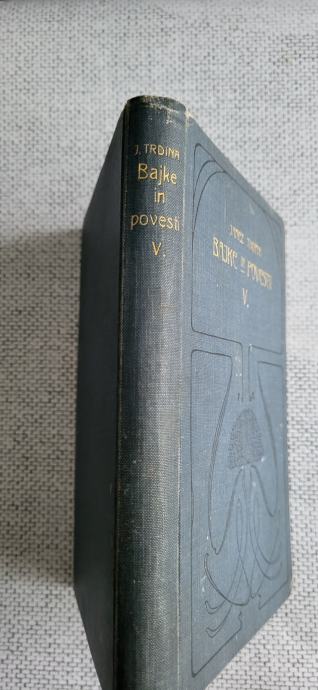 J. TRDINA
Bajke
in
povesti
V.
JANEZ TRDINA
BAJKE IN POVESTI
V.